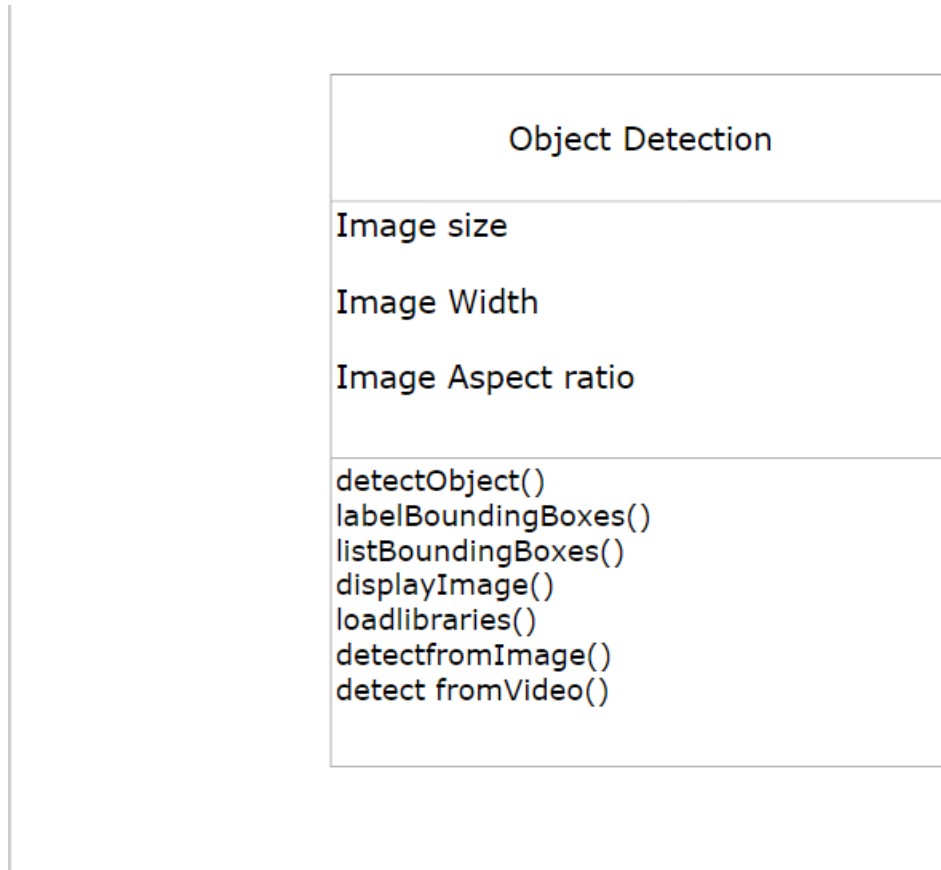 Object Detection
Image size
Image Width
Image Aspect ratio
detectObject()
labelBoundingBoxes()
listBoundingBoxes()
displayImage()
loadlibraries()
detectfromImage()
detect fromVideo()